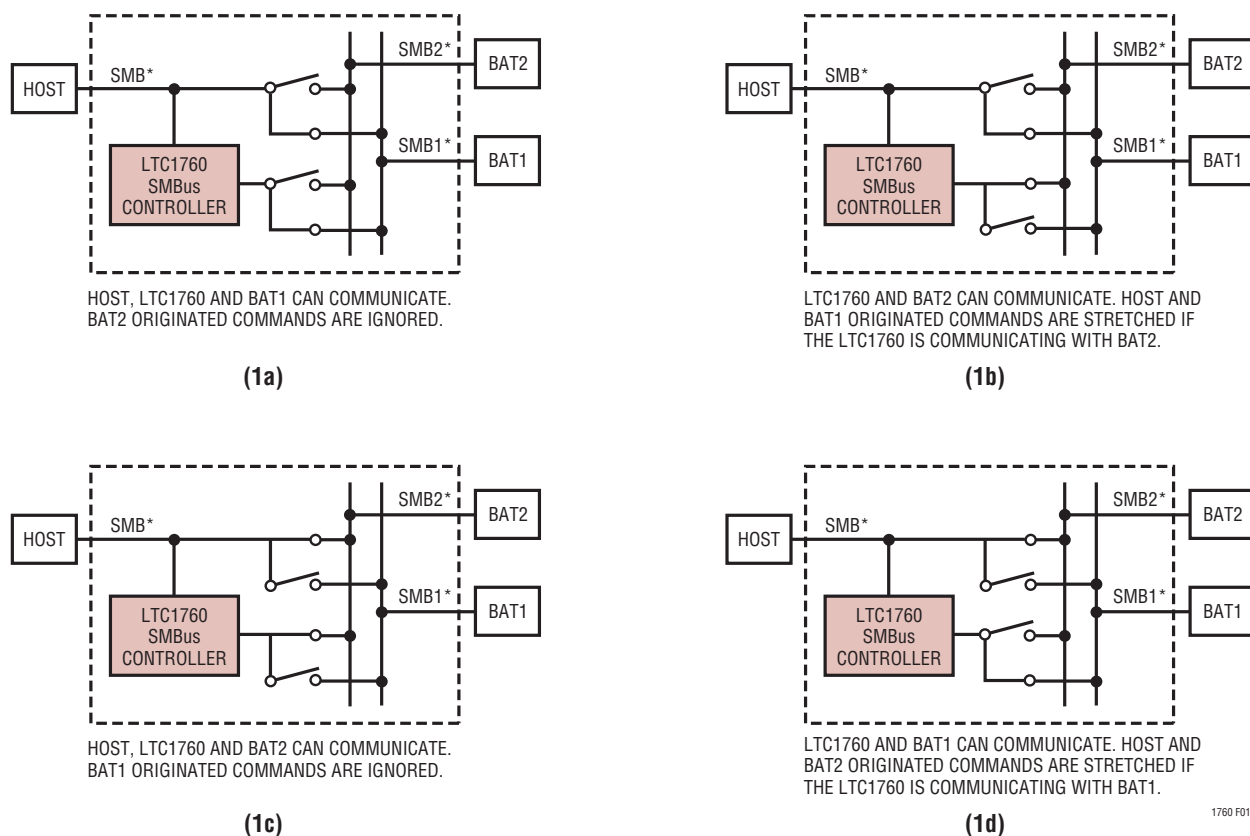 SMB2*
BAT2
HOST
SMB*
SMB1*
BAT1
LTC1760
SMBus
CONTROLLER
HOST, LTC1760 AND BAT1 CAN COMMUNICATE.
BAT2 ORIGINATED COMMANDS ARE IGNORED.
(1a)
SMB2*
BAT2
HOST
SMB*
SMB1*
BAT1
LTC1760
SMBus
CONTROLLER
LTC1760 AND BAT2 CAN COMMUNICATE. HOST AND
BAT1 ORIGINATED COMMANDS ARE STRETCHED IF
THE LTC1760 IS COMMUNICATING WITH BAT2.
(1b)
SMB2*
BAT2
HOST
SMB*
SMB1*
BAT1
LTC1760
SMBus
CONTROLLER
HOST, LTC1760 AND BAT2 CAN COMMUNICATE.
BAT1 ORIGINATED COMMANDS ARE IGNORED.
(1c)
SMB2*
BAT2
HOST
SMB*
SMB1*
BAT1
LTC1760
SMBus
CONTROLLER
LTC1760 AND BAT1 CAN COMMUNICATE. HOST AND
BAT2 ORIGINATED COMMANDS ARE STRETCHED IF
THE LTC1760 IS COMMUNICATING WITH BAT1.
(1d)
1760 F01